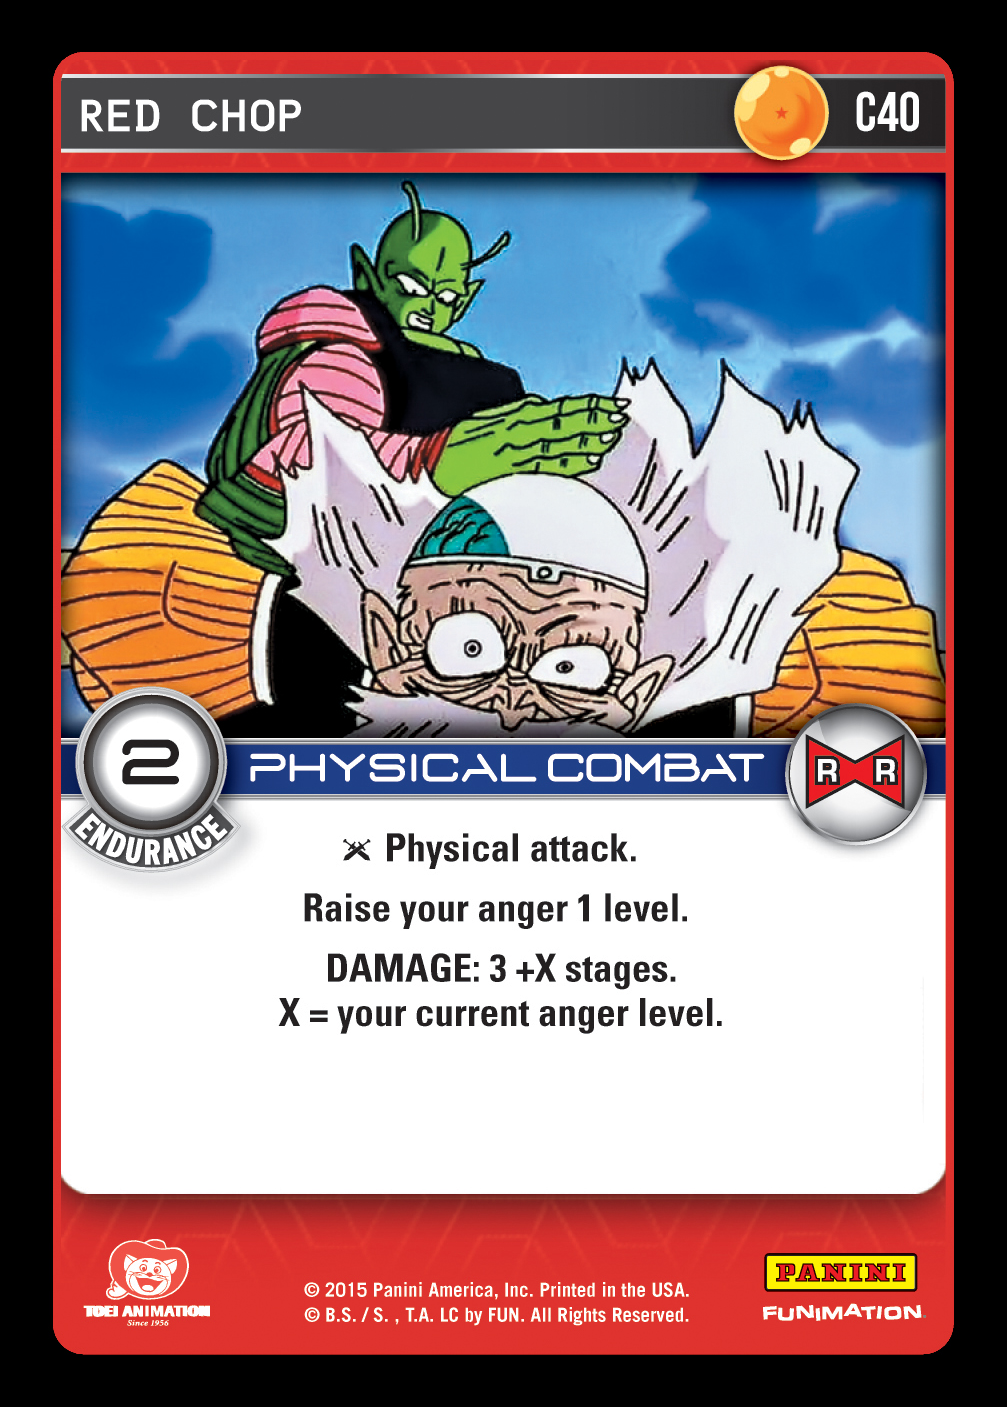 RED CHOP
C40
2
ENDURANCE
PHYSICAL COMBAT
R R
Physical attack.
Raise your anger 1 level.
DAMAGE: 3 +X stages.
X = your current anger level.
TOEI ANIMATION
Since 1956
© 2015 Panini America, Inc. Printed in the USA.
© B.S. / S. , T.A. LC by FUN. All Rights Reserved.
PANINI
FUNIMATION